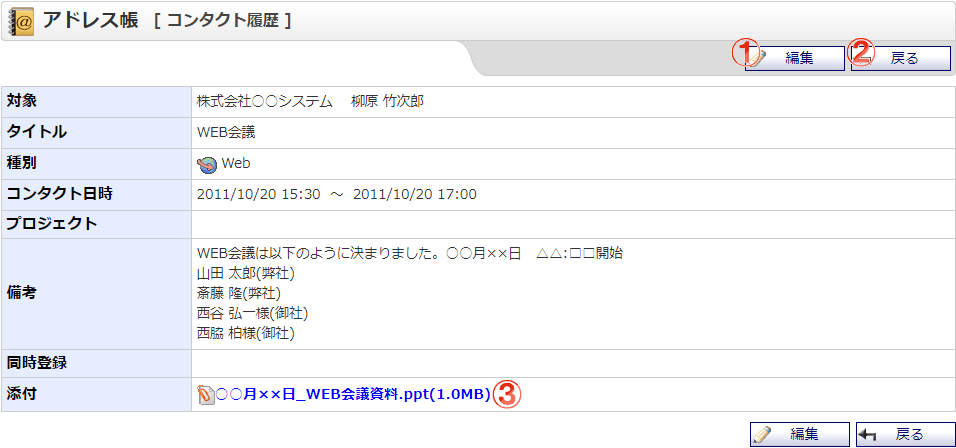 アドレス帳 [ コンタクト履歴 ]
① 編集 ② 戻る
対象 株式会社○○システム 柳原 竹次郎
タイトル WEB会議
種別 Web
コンタクト日時 2011/10/20 15:30 ～ 2011/10/20 17:00
プロジェクト
備考
WEB会議は以下のように決まりました。○○月××日 △△:□□開始
山田 太郎(弊社)
斎藤 隆(弊社)
西谷 弘一様(御社)
西脇 柏様(御社)
同時登録
添付 ○○月××日_WEB会議資料.ppt(1.0MB) ③
編集 戻る